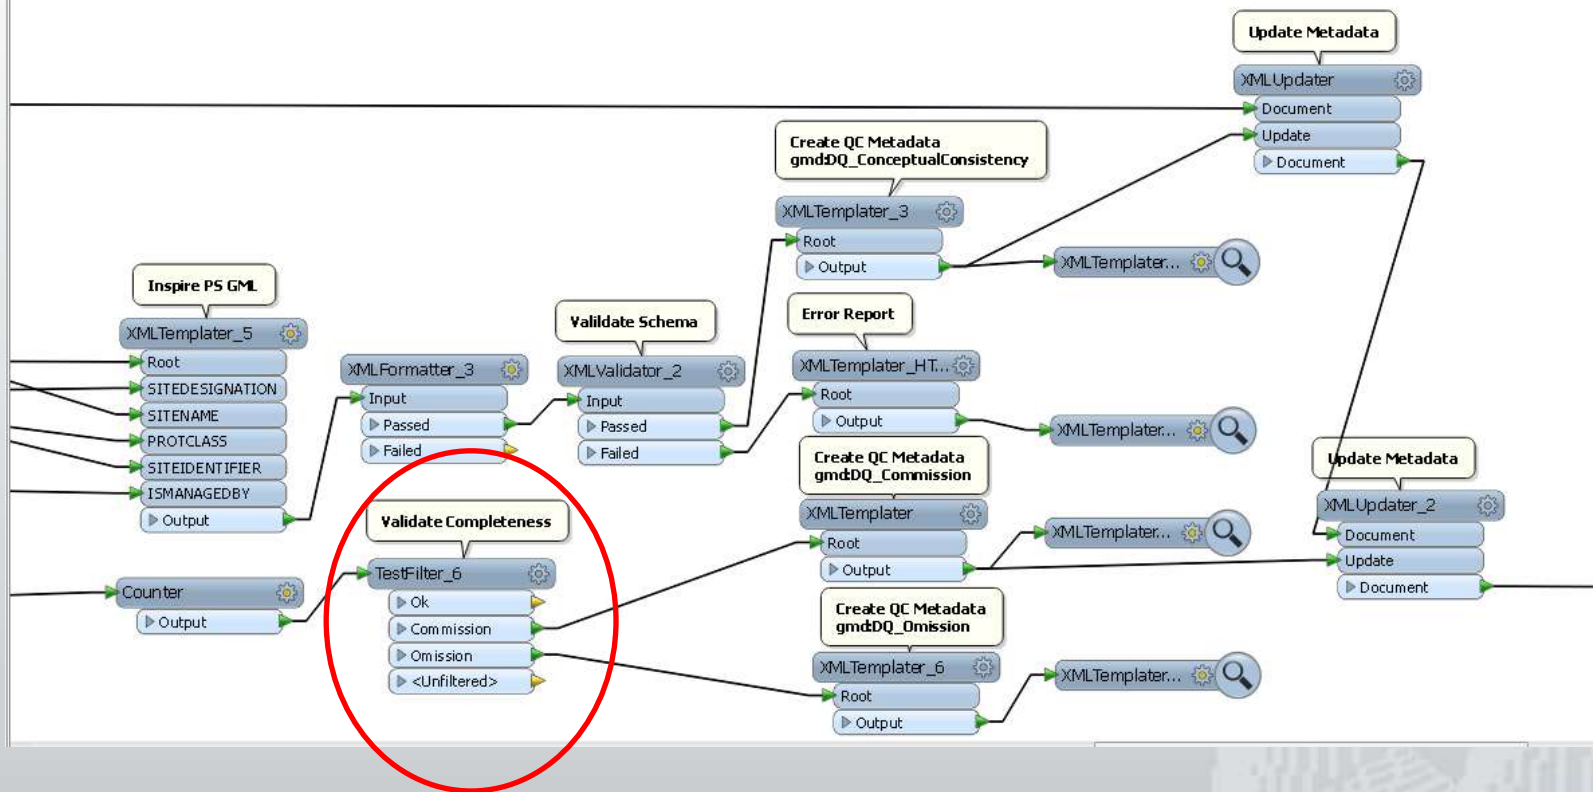 Update Metadata
XMLUpdater
Document
Update
Document
Create QC Metadata
gmd:DQ_ConceptualConsistency
XMLTemplater_3
Root
Output
XMLTemplater...
Inspire PS GML
XMLTemplater_5
Root
SITEDESIGNATION
SITENAME
PROTCLASS
SITEIDENTIFIER
ISMANAGEDBY
Output
XMLFormatter_3
Input
Passed
Failed
Valildate Schema
XMLValidator_2
Input
Passed
Failed
Error Report
XMLTemplater_HT...
Root
Output
XMLTemplater...
Create QC Metadata
gmd:DQ_Commission
XMLTemplater
Root
Output
XMLTemplater...
Update Metadata
XMLUpdater_2
Document
Update
Document
Validate Completeness
TestFilter_6
Ok
Commission
Omission
<Unfiltered>
Counter
Output
Create QC Metadata
gmd:DQ_Omission
XMLTemplater_6
Root
Output
XMLTemplater...